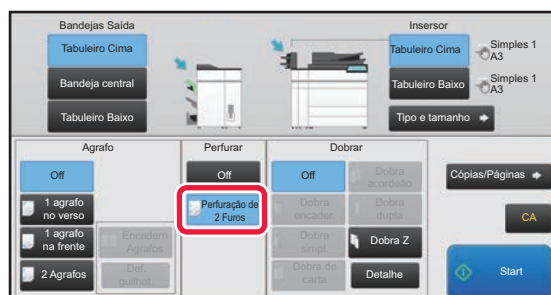 Bandejas Saída
Insersor
Tabuleiro Cima
Bandeja central
Tabuleiro Baixo
Tabuleiro Cima
Simples 1
A3
Tabuleiro Baixo
Simples 1
A3
Tipo e tamanho
Agrafo
Perfurar
Dobrar
Off
1 agrafo
no verso
1 agrafo
na frente
2 Agrafos
Encadern
Agrafos
Def.
guilhot.
Off
Perfuração de
2 Furos
Off
Dobra
acordeão
Dobra
encader.
Dobra
dupla
Dobra
simpl.
Dobra Z
Dobra de
carta
Detalhe
Cópias/Páginas
CA
Start